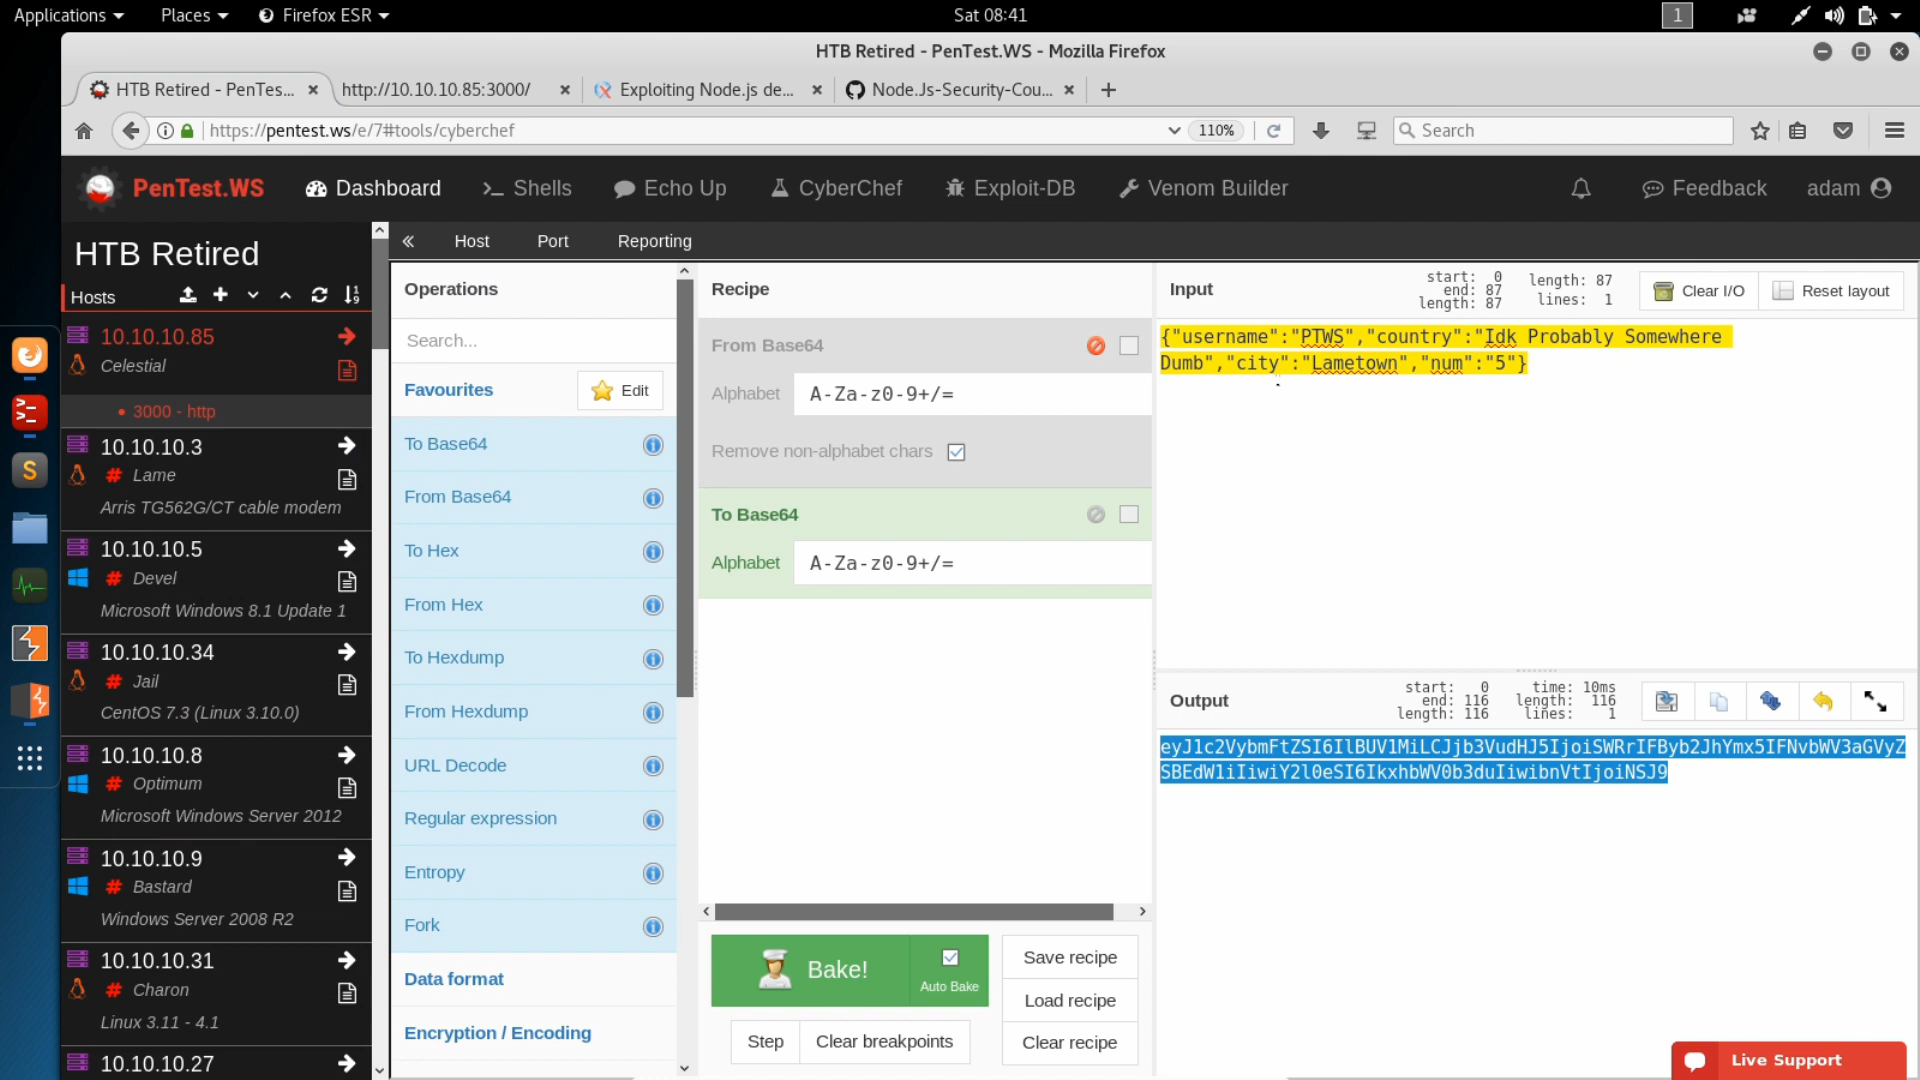 Applications Places Firefox ESR Sat 08:41 1
HTB Retired - PenTest.WS - Mozilla Firefox
HTB Retired - PenTes... http://10.10.10.85:3000/ Exploiting Node.js de... Node.Js-Security-Cou...
https://pentest.ws/e/7#tools/cyberchef 110% Search
PenTest.WS Dashboard Shells Echo Up CyberChef Exploit-DB Venom Builder Feedback adam
HTB Retired
Hosts
10.10.10.85
Celestial
3000 - http
10.10.10.3
# Lame
Arris TG562G/CT cable modem
10.10.10.5
# Devel
Microsoft Windows 8.1 Update 1
10.10.10.34
# Jail
CentOS 7.3 (Linux 3.10.0)
10.10.10.8
# Optimum
Microsoft Windows Server 2012
10.10.10.9
# Bastard
Windows Server 2008 R2
10.10.10.31
# Charon
Linux 3.11 - 4.1
10.10.10.27
Host Port Reporting
Operations
Search...
Favourites Edit
To Base64
From Base64
To Hex
From Hex
To Hexdump
From Hexdump
URL Decode
Regular expression
Entropy
Fork
Data format
Encryption / Encoding
Recipe
From Base64
Alphabet A-Za-z0-9+/=
Remove non-alphabet chars
To Base64
Alphabet A-Za-z0-9+/=
Bake! Auto Bake
Step Clear breakpoints
Save recipe
Load recipe
Clear recipe
Input
start: 0
end: 87
length: 87
length: 87
lines: 1
Clear I/O Reset layout
{"username":"PTWS","country":"Idk Probably Somewhere
Dumb","city":"Lametown","num":"5"}
Output
start: 0
end: 116
length: 116
time: 10ms
length: 116
lines: 1
eyJ1c2VybmFtZSI6IlBUV1MiLCJjb3VudHJ5IjoiSWRrIFByb2JhYmx5IFNvbWV3aGVyZ
SBEdW1iIiwiY2l0eSI6IkxhbWV0b3duIiwibnVtIjoiNSJ9
Live Support